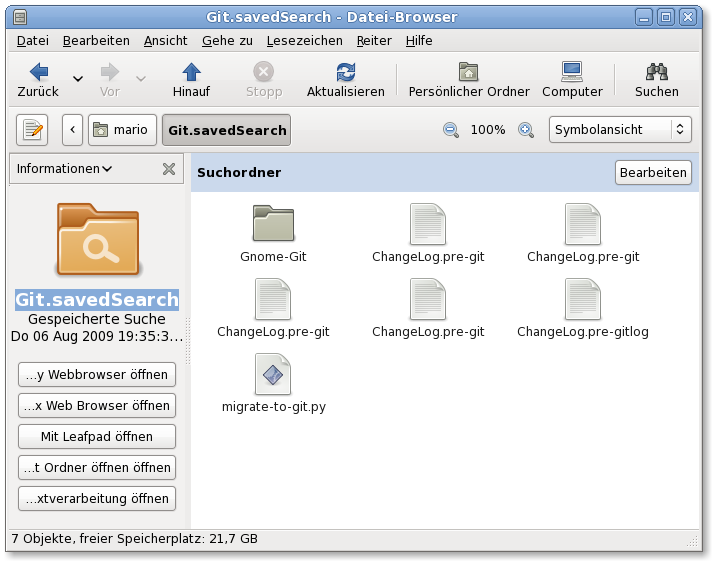 Git.savedSearch - Datei-Browser
Datei Bearbeiten Ansicht Gehe zu Lesezeichen Reiter Hilfe
Zurück Vor Hinauf Stopp Aktualisieren Persönlicher Ordner Computer Suchen
mario Git.savedSearch 100% Symbolansicht
Informationen
Suchordner Bearbeiten
Git.savedSearch
Gespeicherte Suche
Do 06 Aug 2009 19:35:3...
...y Webbrowser öffnen
...x Web Browser öffnen
Mit Leafpad öffnen
...t Ordner öffnen öffnen
...xtverarbeitung öffnen
Gnome-Git ChangeLog.pre-git ChangeLog.pre-git
ChangeLog.pre-git ChangeLog.pre-git ChangeLog.pre-gitlog
migrate-to-git.py
7 Objekte, freier Speicherplatz: 21,7 GB